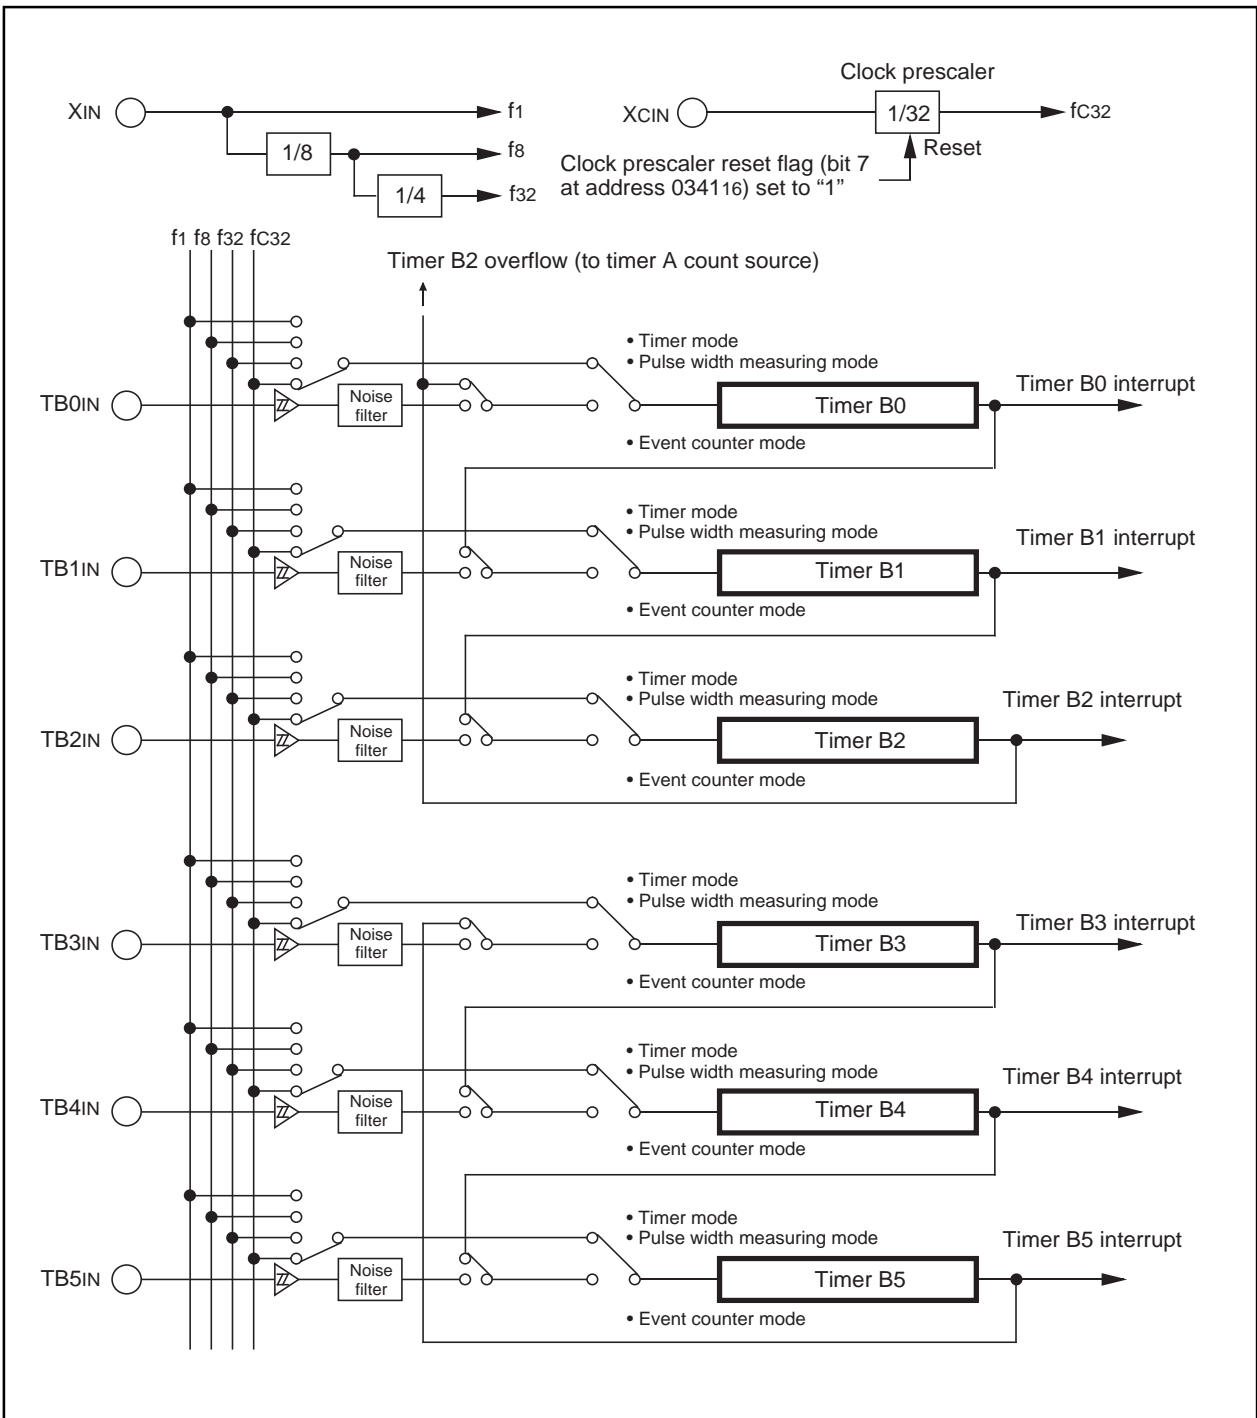 Clock prescaler
XIN
f1
XCIN
1/32
fC32
1/8
f8
Reset
Clock prescaler reset flag (bit 7
at address 034116) set to “1”
1/4
f32
f1 f8 f32 fC32
Timer B2 overflow (to timer A count source)
• Timer mode
• Pulse width measuring mode
TB0IN
Noise
filter
Timer B0
Timer B0 interrupt
• Event counter mode
• Timer mode
• Pulse width measuring mode
TB1IN
Noise
filter
Timer B1
Timer B1 interrupt
• Event counter mode
• Timer mode
• Pulse width measuring mode
TB2IN
Noise
filter
Timer B2
Timer B2 interrupt
• Event counter mode
• Timer mode
• Pulse width measuring mode
TB3IN
Noise
filter
Timer B3
Timer B3 interrupt
• Event counter mode
• Timer mode
• Pulse width measuring mode
TB4IN
Noise
filter
Timer B4
Timer B4 interrupt
• Event counter mode
• Timer mode
• Pulse width measuring mode
TB5IN
Noise
filter
Timer B5
Timer B5 interrupt
• Event counter mode